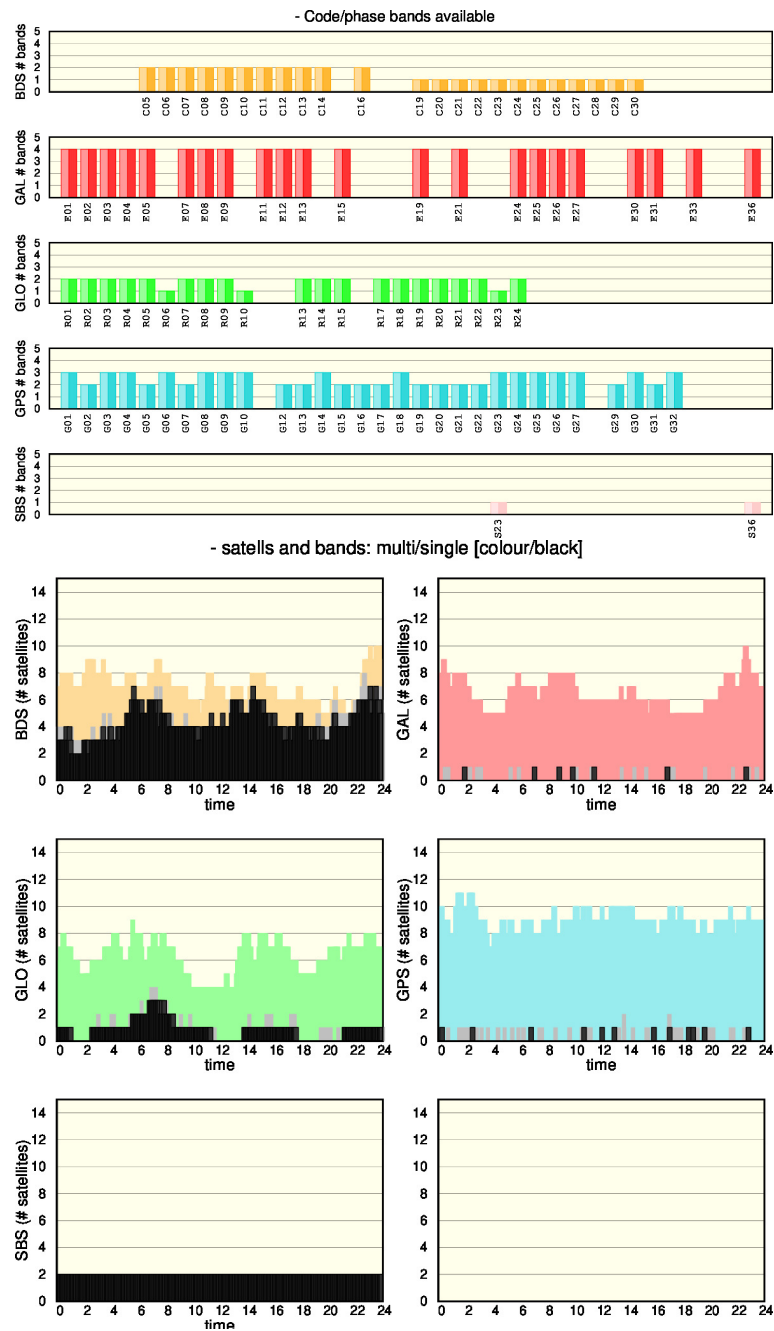 - Code/phase bands available
BDS # bands
5
4
3
2
1
0
C05 C06 C07 C08 C09 C10 C11 C12 C13 C14 C16 C19 C20 C21 C22 C23 C24 C25 C26 C27 C28 C29 C30
GAL # bands
5
4
3
2
1
0
E01 E02 E03 E04 E05 E07 E08 E09 E11 E12 E13 E15 E19 E21 E24 E25 E26 E27 E30 E31 E33 E36
GLO # bands
5
4
3
2
1
0
R01 R02 R03 R04 R05 R06 R07 R08 R09 R10 R13 R14 R15 R17 R18 R19 R20 R21 R22 R23 R24
GPS # bands
5
4
3
2
1
0
G01 G02 G03 G04 G05 G06 G07 G08 G09 G10 G12 G13 G14 G15 G16 G17 G18 G19 G20 G21 G22 G23 G24 G25 G26 G27 G29 G30 G31 G32
SBS # bands
5
4
3
2
1
0
S23 S36
- satells and bands: multi/single [colour/black]
BDS (# satellites)
14
12
10
8
6
4
2
0
0 2 4 6 8 10 12 14 16 18 20 22 24
time
GAL (# satellites)
14
12
10
8
6
4
2
0
0 2 4 6 8 10 12 14 16 18 20 22 24
time
GLO (# satellites)
14
12
10
8
6
4
2
0
0 2 4 6 8 10 12 14 16 18 20 22 24
time
GPS (# satellites)
14
12
10
8
6
4
2
0
0 2 4 6 8 10 12 14 16 18 20 22 24
time
SBS (# satellites)
14
12
10
8
6
4
2
0
0 2 4 6 8 10 12 14 16 18 20 22 24
time
14
12
10
8
6
4
2
0
0 2 4 6 8 10 12 14 16 18 20 22 24